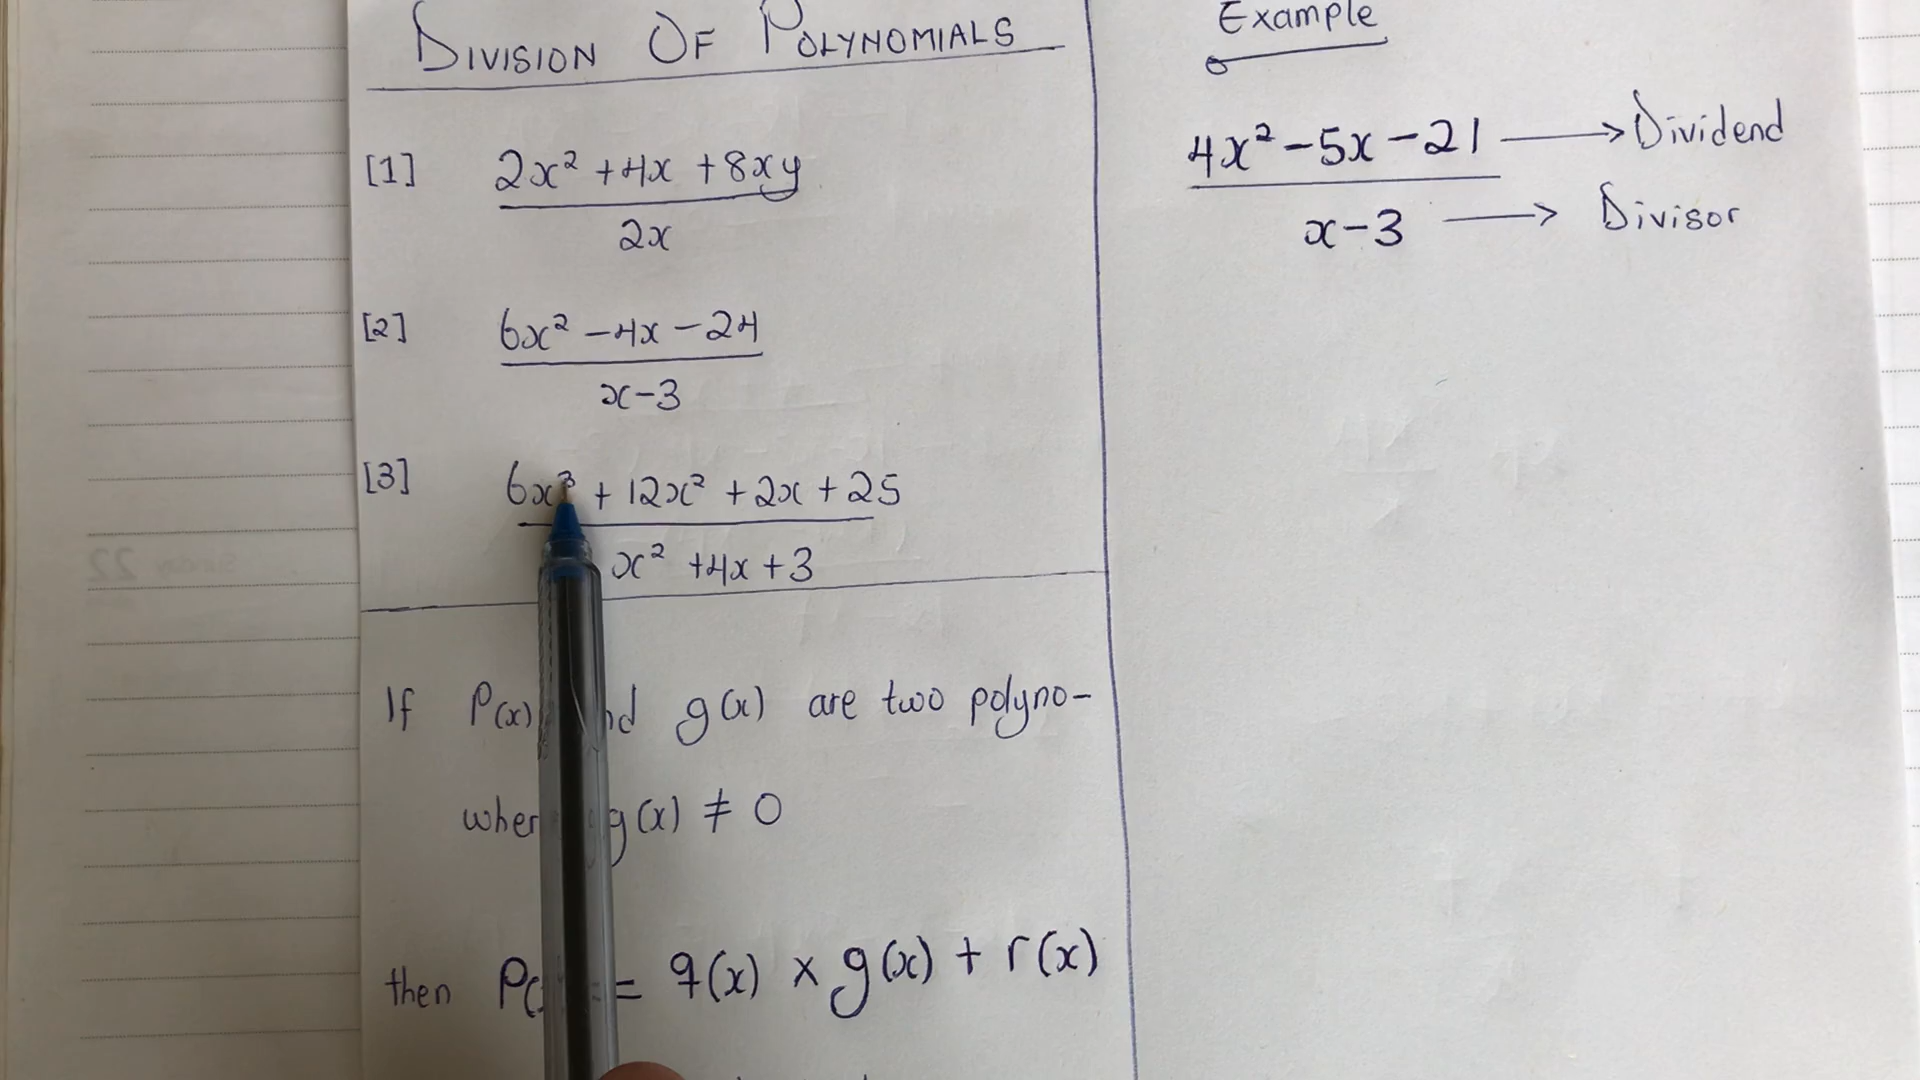 DIVISION OF POLYNOMIALS
[1] 2x² + 4x + 8xy
2x
[2] 6x² - 4x - 24
x - 3
[3] 6x³ + 12x² + 2x + 25
x² + 4x + 3
If P(x) g(x) are two polyno-
g(x) ≠ 0
then = q(x) × g(x) + r(x)
Example
4x² - 5x - 21 → Dividend
x - 3 → Divisor